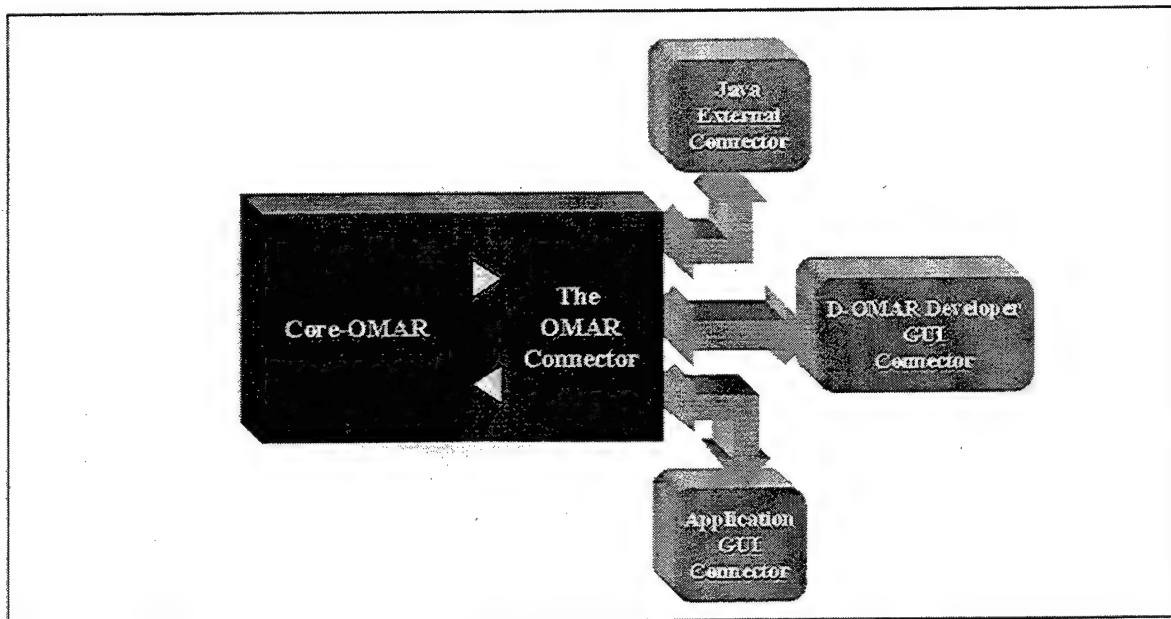 Java
External
Connector
Core-OMAR
The
OMAR
Connector
D-OMAR Developer
GUI
Connector
Application
GUI
Connector